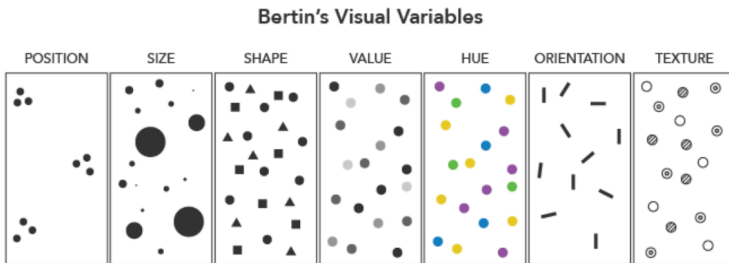 Bertin's Visual Variables
POSITION SIZE SHAPE VALUE HUE ORIENTATION TEXTURE